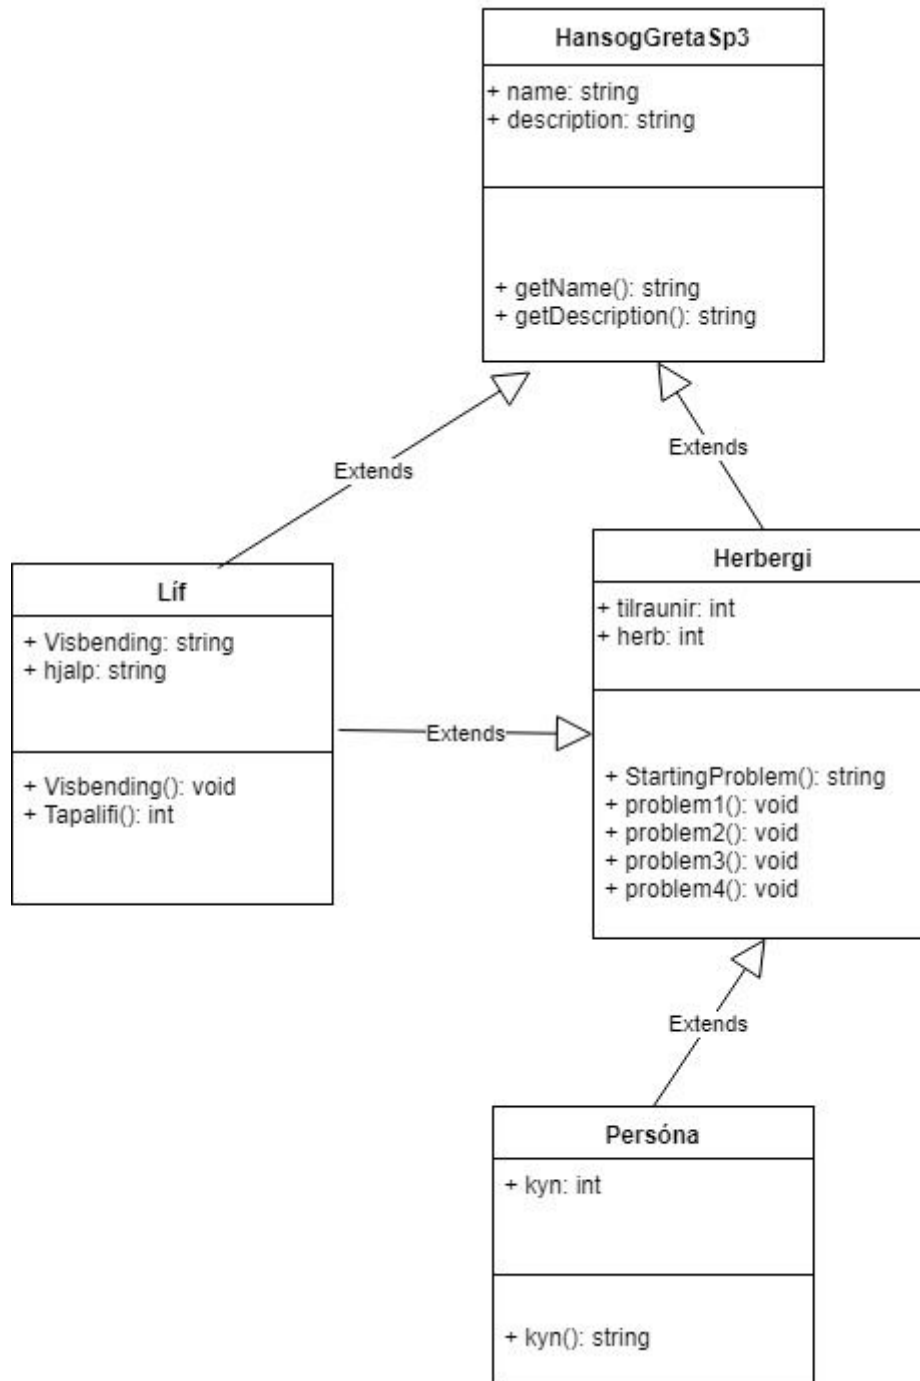 HansogGretaSp3
+ name: string
+ description: string
+ getName(): string
+ getDescription(): string
Extends
Extends
Líf
+ Visbending: string
+ hjalp: string
+ Visbending(): void
+ Tapalifi(): int
Extends
Herbergi
+ tilraunir: int
+ herb: int
+ StartingProblem(): string
+ problem1(): void
+ problem2(): void
+ problem3(): void
+ problem4(): void
Extends
Persóna
+ kyn: int
+ kyn(): string